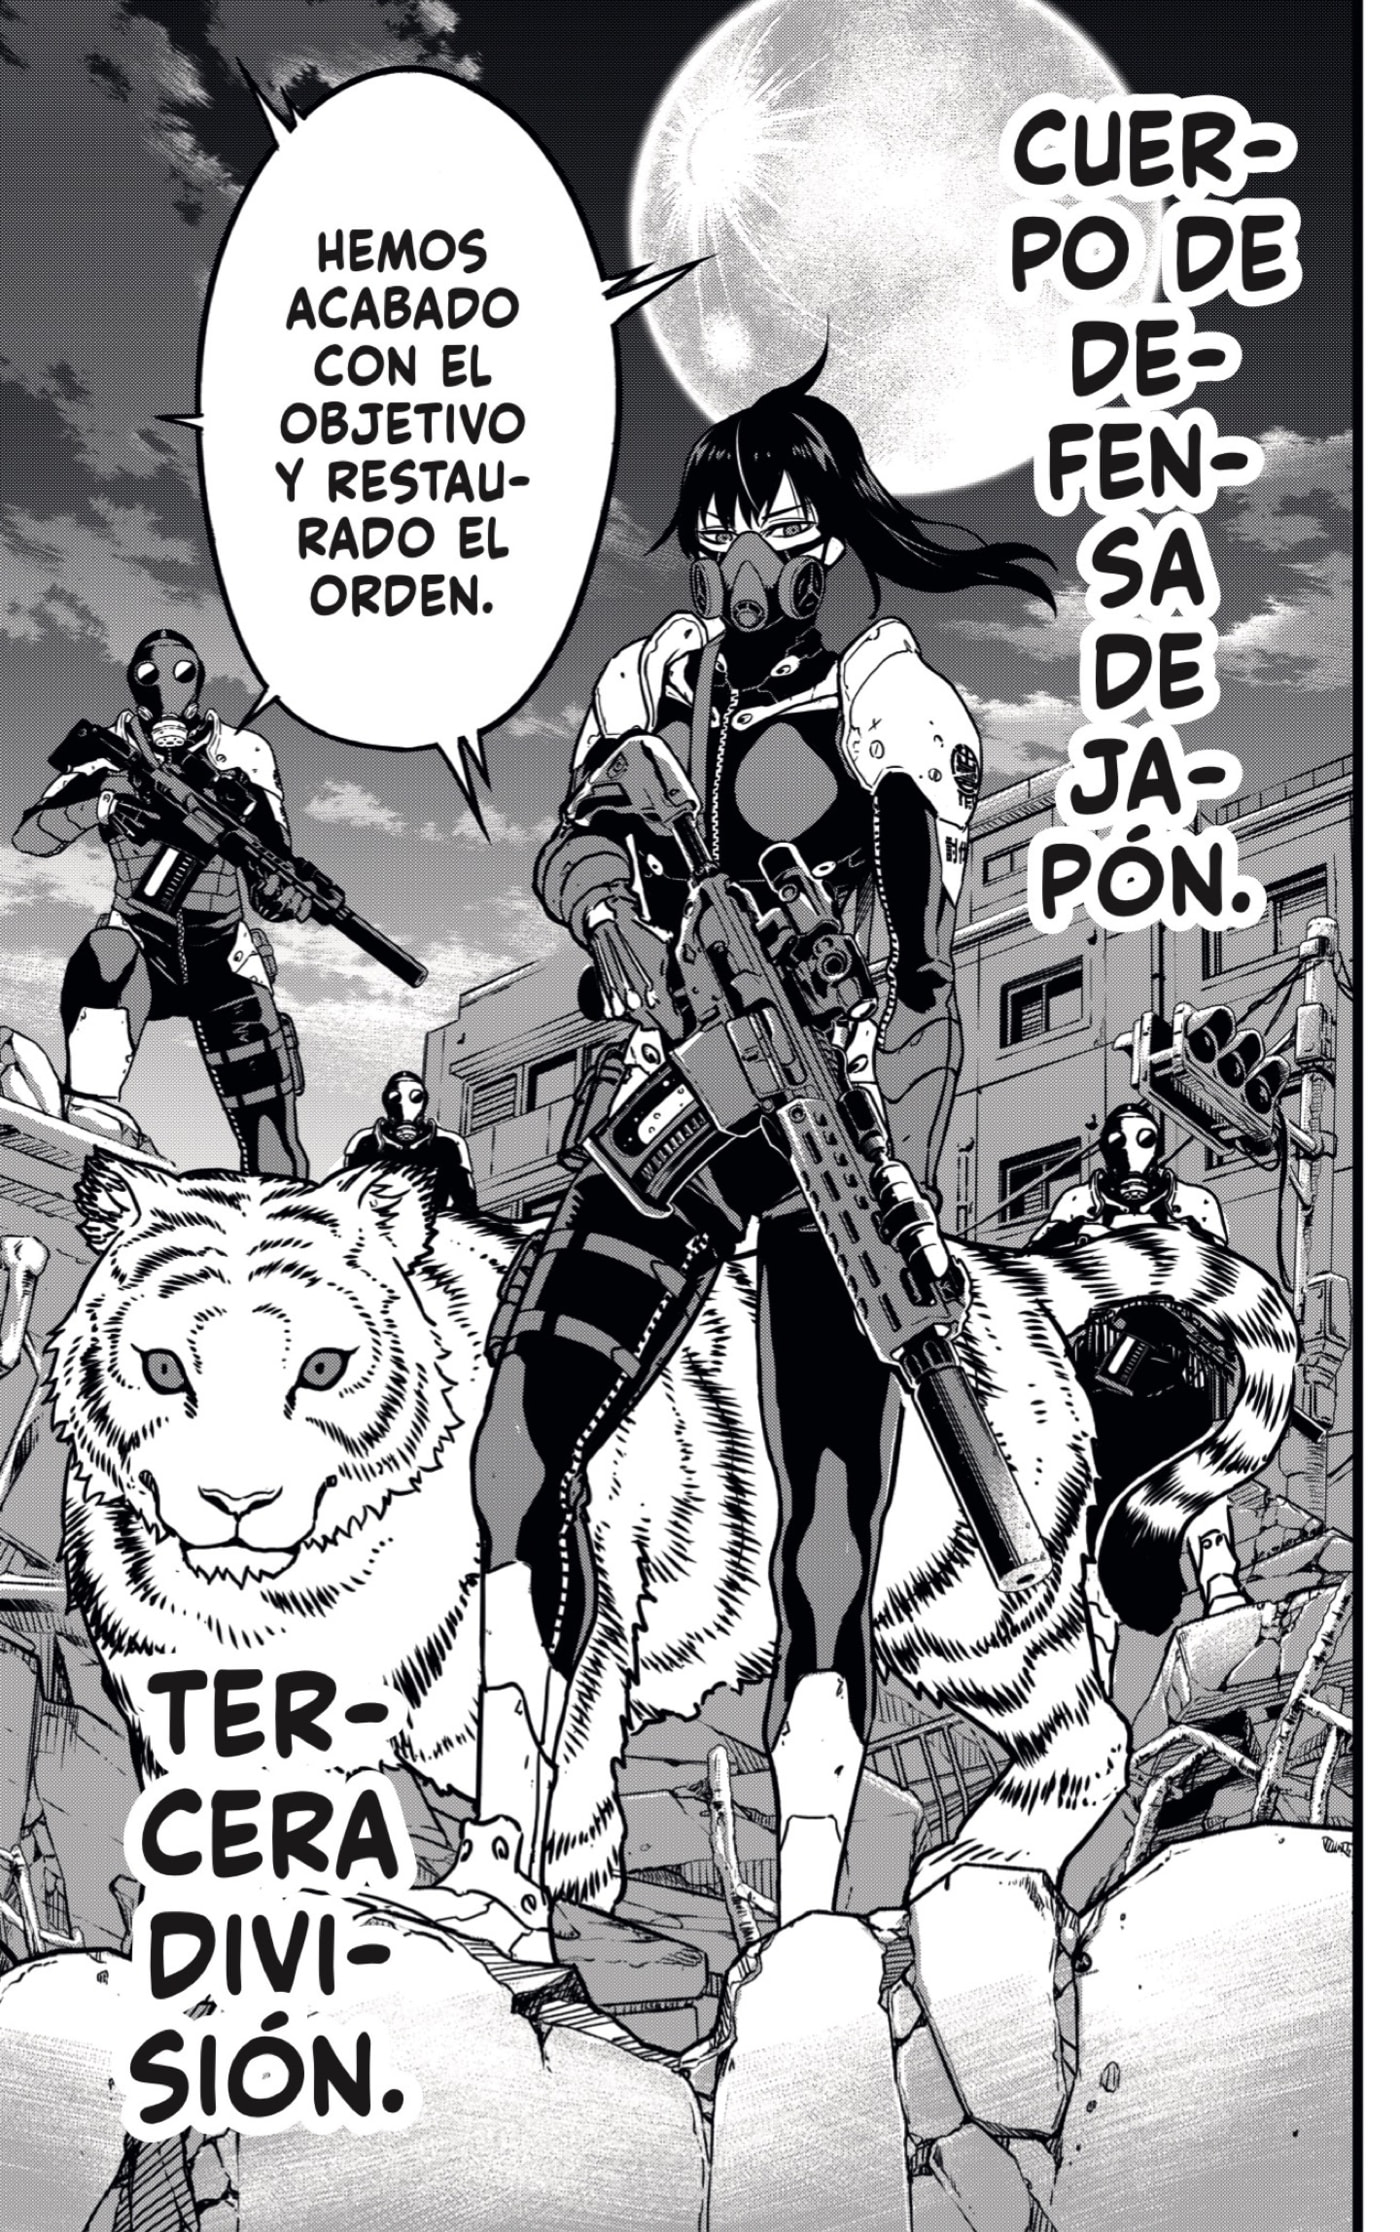 CUER-
PO DE
DE-
FEN-
SA
DE
JA-
PÓN.
HEMOS
ACABADO
CON EL
OBJETIVO
Y RESTAU-
RADO EL
ORDEN.
TER-
CERA
DIVI-
SIÓN.